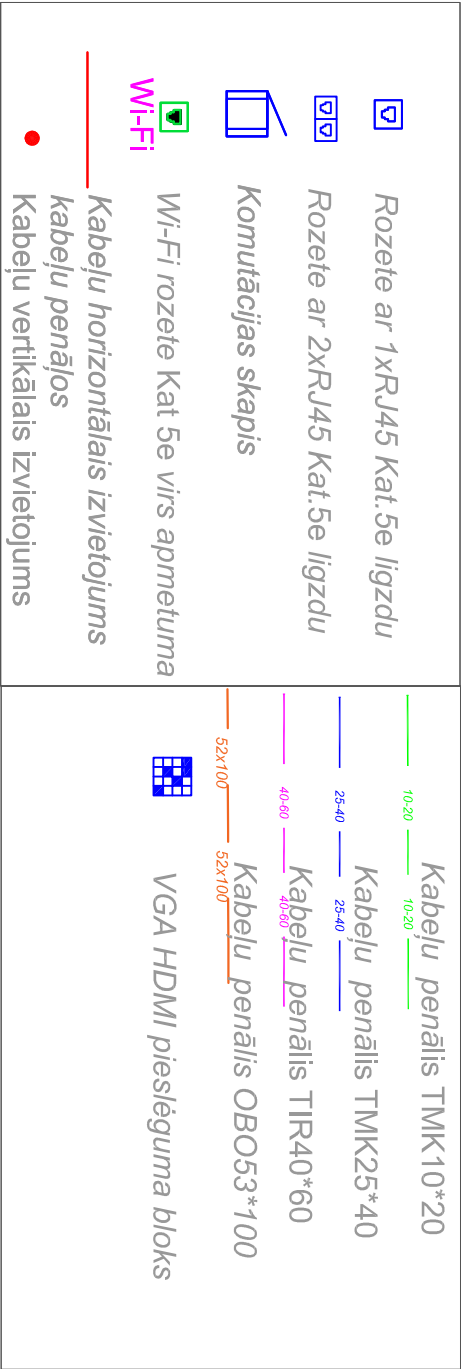 Rozete ar 1xRJ45 Kat.5e ligzdu
Rozete ar 2xRJ45 Kat.5e ligzdu
Komutācijas skapis
Wi-Fi
Wi-Fi rozete Kat 5e virs apmetuma
Kabeļu horizontālais izvietojums
kabeļu penāļos
Kabeļu vertikālais izvietojums
10-20 10-20
Kabeļu penālis TMK10*20
25-40 25-40
Kabeļu penālis TMK25*40
40-60 40-60
Kabeļu penālis TIR40*60
52x100 52x100
Kabeļu penālis OBO53*100
VGA HDMI pieslēguma bloks